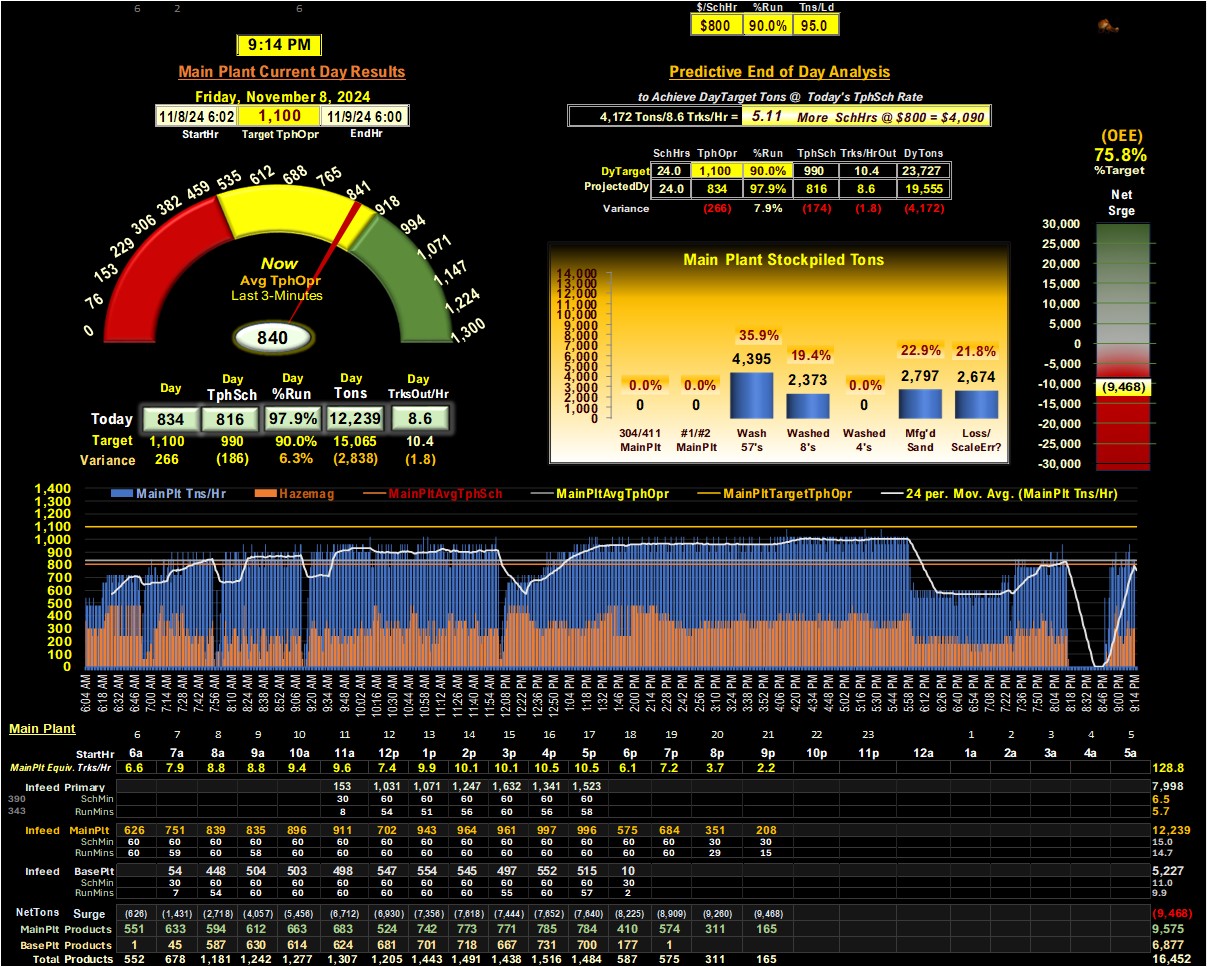 6 2 6
$/SchHr %Run Tns/Ld
$800 90.0% 95.0
9:14 PM
Main Plant Current Day Results
Friday, November 8, 2024
11/8/24 6:02 1,100 11/9/24 6:00
StartHr Target TphOpr EndHr
0 76 153 229 306 382 459 535 612 688 765 841 918 994 1,071 1,147 1,224 1,300
Now
Avg TphOpr
Last 3-Minutes
840
Day Day TphSch Day %Run Day Tons Day TrksOut/Hr
Today 834 816 97.9% 12,239 8.6
Target 1,100 990 90.0% 15,065 10.4
Variance 266 (186) 6.3% (2,838) (1.8)
Predictive End of Day Analysis
to Achieve DayTarget Tons @ Today's TphSch Rate
4,172 Tons/8.6 Trks/Hr = 5.11 More SchHrs @ $800 = $4,090
SchHrs TphOpr %Run TphSch Trks/HrOut DyTons
DyTarget 24.0 1,100 90.0% 990 10.4 23,727
ProjectedDy 24.0 834 97.9% 816 8.6 19,555
Variance (266) 7.9% (174) (1.8) (4,172)
Main Plant Stockpiled Tons
14,000
13,000
12,000
11,000
10,000
9,000
8,000
7,000
6,000
5,000
4,000
3,000
2,000
1,000
0
0.0% 0.0% 35.9% 19.4% 0.0% 22.9% 21.8%
0 0 4,395 2,373 0 2,797 2,674
304/411 MainPlt #1/#2 MainPlt Wash 57's Washed 8's Washed 4's Mfg'd Sand Loss/ ScaleErr?
(OEE)
75.8%
%Target
Net
Srge
30,000
25,000
20,000
15,000
10,000
5,000
0
-5,000
-10,000
(9,468)
-15,000
-20,000
-25,000
-30,000
MainPlt Tns/Hr Hazemag MainPltAvgTphSch MainPltAvgTphOpr MainPltTargetTphOpr 24 per. Mov. Avg. (MainPlt Tns/Hr)
1,400
1,300
1,200
1,100
1,000
900
800
700
600
500
400
300
200
100
0
6:04 AM 6:18 AM 6:32 AM 6:46 AM 7:00 AM 7:14 AM 7:28 AM 7:42 AM 7:56 AM 8:10 AM 8:24 AM 8:38 AM 8:52 AM 9:06 AM 9:20 AM 9:34 AM 9:48 AM 10:02 AM 10:16 AM 10:30 AM 10:44 AM 10:58 AM 11:12 AM 11:26 AM 11:40 AM 11:54 AM 12:08 PM 12:22 PM 12:36 PM 12:50 PM 1:04 PM 1:18 PM 1:32 PM 1:46 PM 2:00 PM 2:14 PM 2:28 PM 2:42 PM 2:56 PM 3:10 PM 3:24 PM 3:38 PM 3:52 PM 4:06 PM 4:20 PM 4:34 PM 4:48 PM 5:02 PM 5:16 PM 5:30 PM 5:44 PM 5:58 PM 6:12 PM 6:26 PM 6:40 PM 6:54 PM 7:08 PM 7:22 PM 7:36 PM 7:50 PM 8:04 PM 8:18 PM 8:32 PM 8:46 PM 9:00 PM 9:14 PM
Main Plant 6 7 8 9 10 11 12 13 14 15 16 17 18 19 20 21 22 23 1 2 3 4 5
StartHr 6a 7a 8a 9a 10a 11a 12p 1p 2p 3p 4p 5p 6p 7p 8p 9p 10p 11p 12a 1a 2a 3a 4a 5a
MainPlt Equiv. Trks/Hr 6.6 7.9 8.8 8.8 9.4 9.6 7.4 9.9 10.1 10.1 10.5 10.5 6.1 7.2 3.7 2.2 128.8
Infeed Primary 153 1,031 1,071 1,247 1,632 1,341 1,523 7,998
390 SchMin 30 60 60 60 60 60 60 6.5
343 RunMins 8 54 51 56 60 56 58 5.7
Infeed MainPlt 626 751 839 835 896 911 702 943 964 961 997 996 575 684 351 208 12,239
SchMin 60 60 60 60 60 60 60 60 60 60 60 60 60 60 30 30 15.0
RunMins 60 59 60 58 60 60 60 60 60 60 60 60 60 60 29 15 14.7
Infeed BasePlt 54 448 504 503 498 547 554 545 497 552 515 10 5,227
SchMin 30 60 60 60 60 60 60 60 60 60 60 30 11.0
RunMins 7 54 60 60 60 60 60 60 55 60 57 2 9.9
NetTons Surge (626) (1,431) (2,718) (4,057) (5,456) (6,712) (6,930) (7,356) (7,618) (7,444) (7,652) (7,640) (8,225) (8,909) (9,260) (9,468) (9,468)
MainPlt Products 551 633 594 612 663 683 524 742 773 771 785 784 410 574 311 165 9,575
BasePlt Products 1 45 587 630 614 624 681 701 718 667 731 700 177 1 6,877
Total Products 552 678 1,181 1,242 1,277 1,307 1,205 1,443 1,491 1,438 1,516 1,484 587 575 311 165 16,452